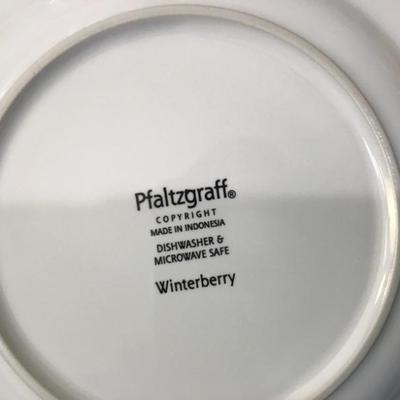 Pfaltzgraff®
COPYRIGHT
MADE IN INDONESIA
DISHWASHER &
MICROWAVE SAFE
Winterberry